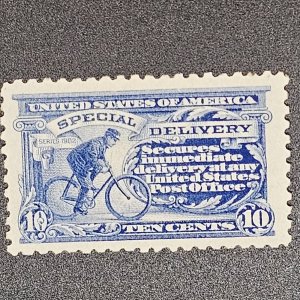 UNITED STATES OF AMERICA
SPECIAL DELIVERY
SERIES 1902
Secures
immediate
delivery at any
United States
Post Office
10 TEN CENTS 10